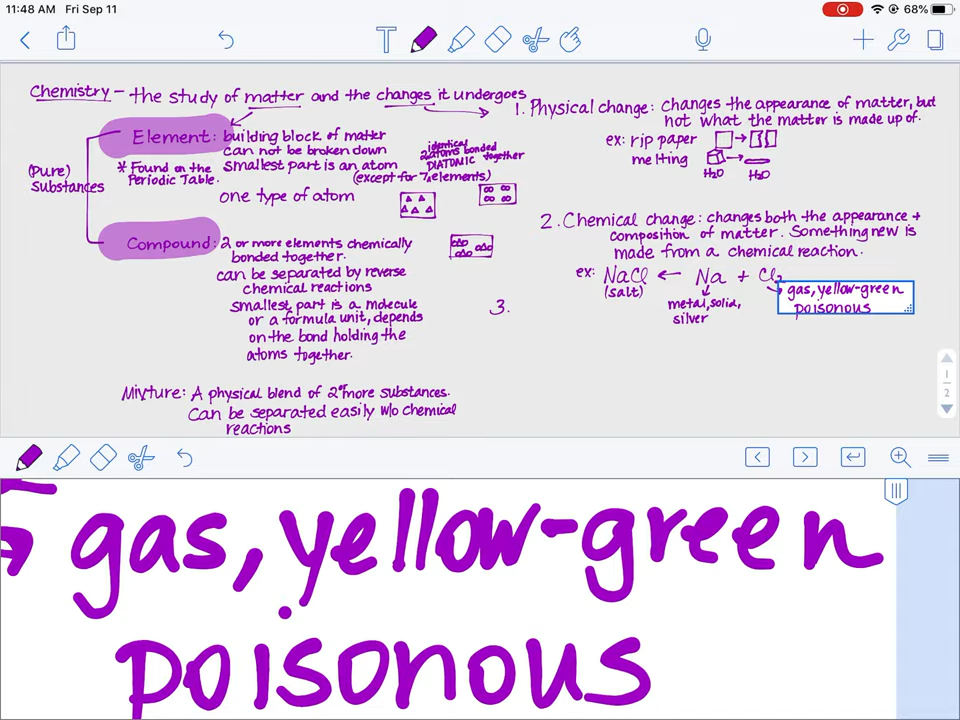 11:48 AM Fri Sep 11
68%
T
Chemistry – the study of matter and the changes it undergoes
Element: building block of matter
can not be broken down
smallest part is an atom
(except for 7 elements)
identical
2 atoms bonded together
DIATONIC
* Found on the
Periodic Table.
one type of atom
(Pure)
Substances
Compound: 2 or more elements chemically
bonded together.
can be separated by reverse
chemical reactions
smallest part is a molecule
or a formula unit, depends
on the bond holding the
atoms together.
Mixture: A physical blend of 2 or more substances.
Can be separated easily w/o chemical
reactions
1. Physical change: changes the appearance of matter, but
not what the matter is made up of.
ex: rip paper
melting
H2O H2O
2. Chemical change: changes both the appearance +
composition of matter. Something new is
made from a chemical reaction.
ex: NaCl ← Na + Cl2
(salt)
metal, solid,
silver
gas, yellow-green
poisonous
3.
1
2
gas, yellow-green
poisonous